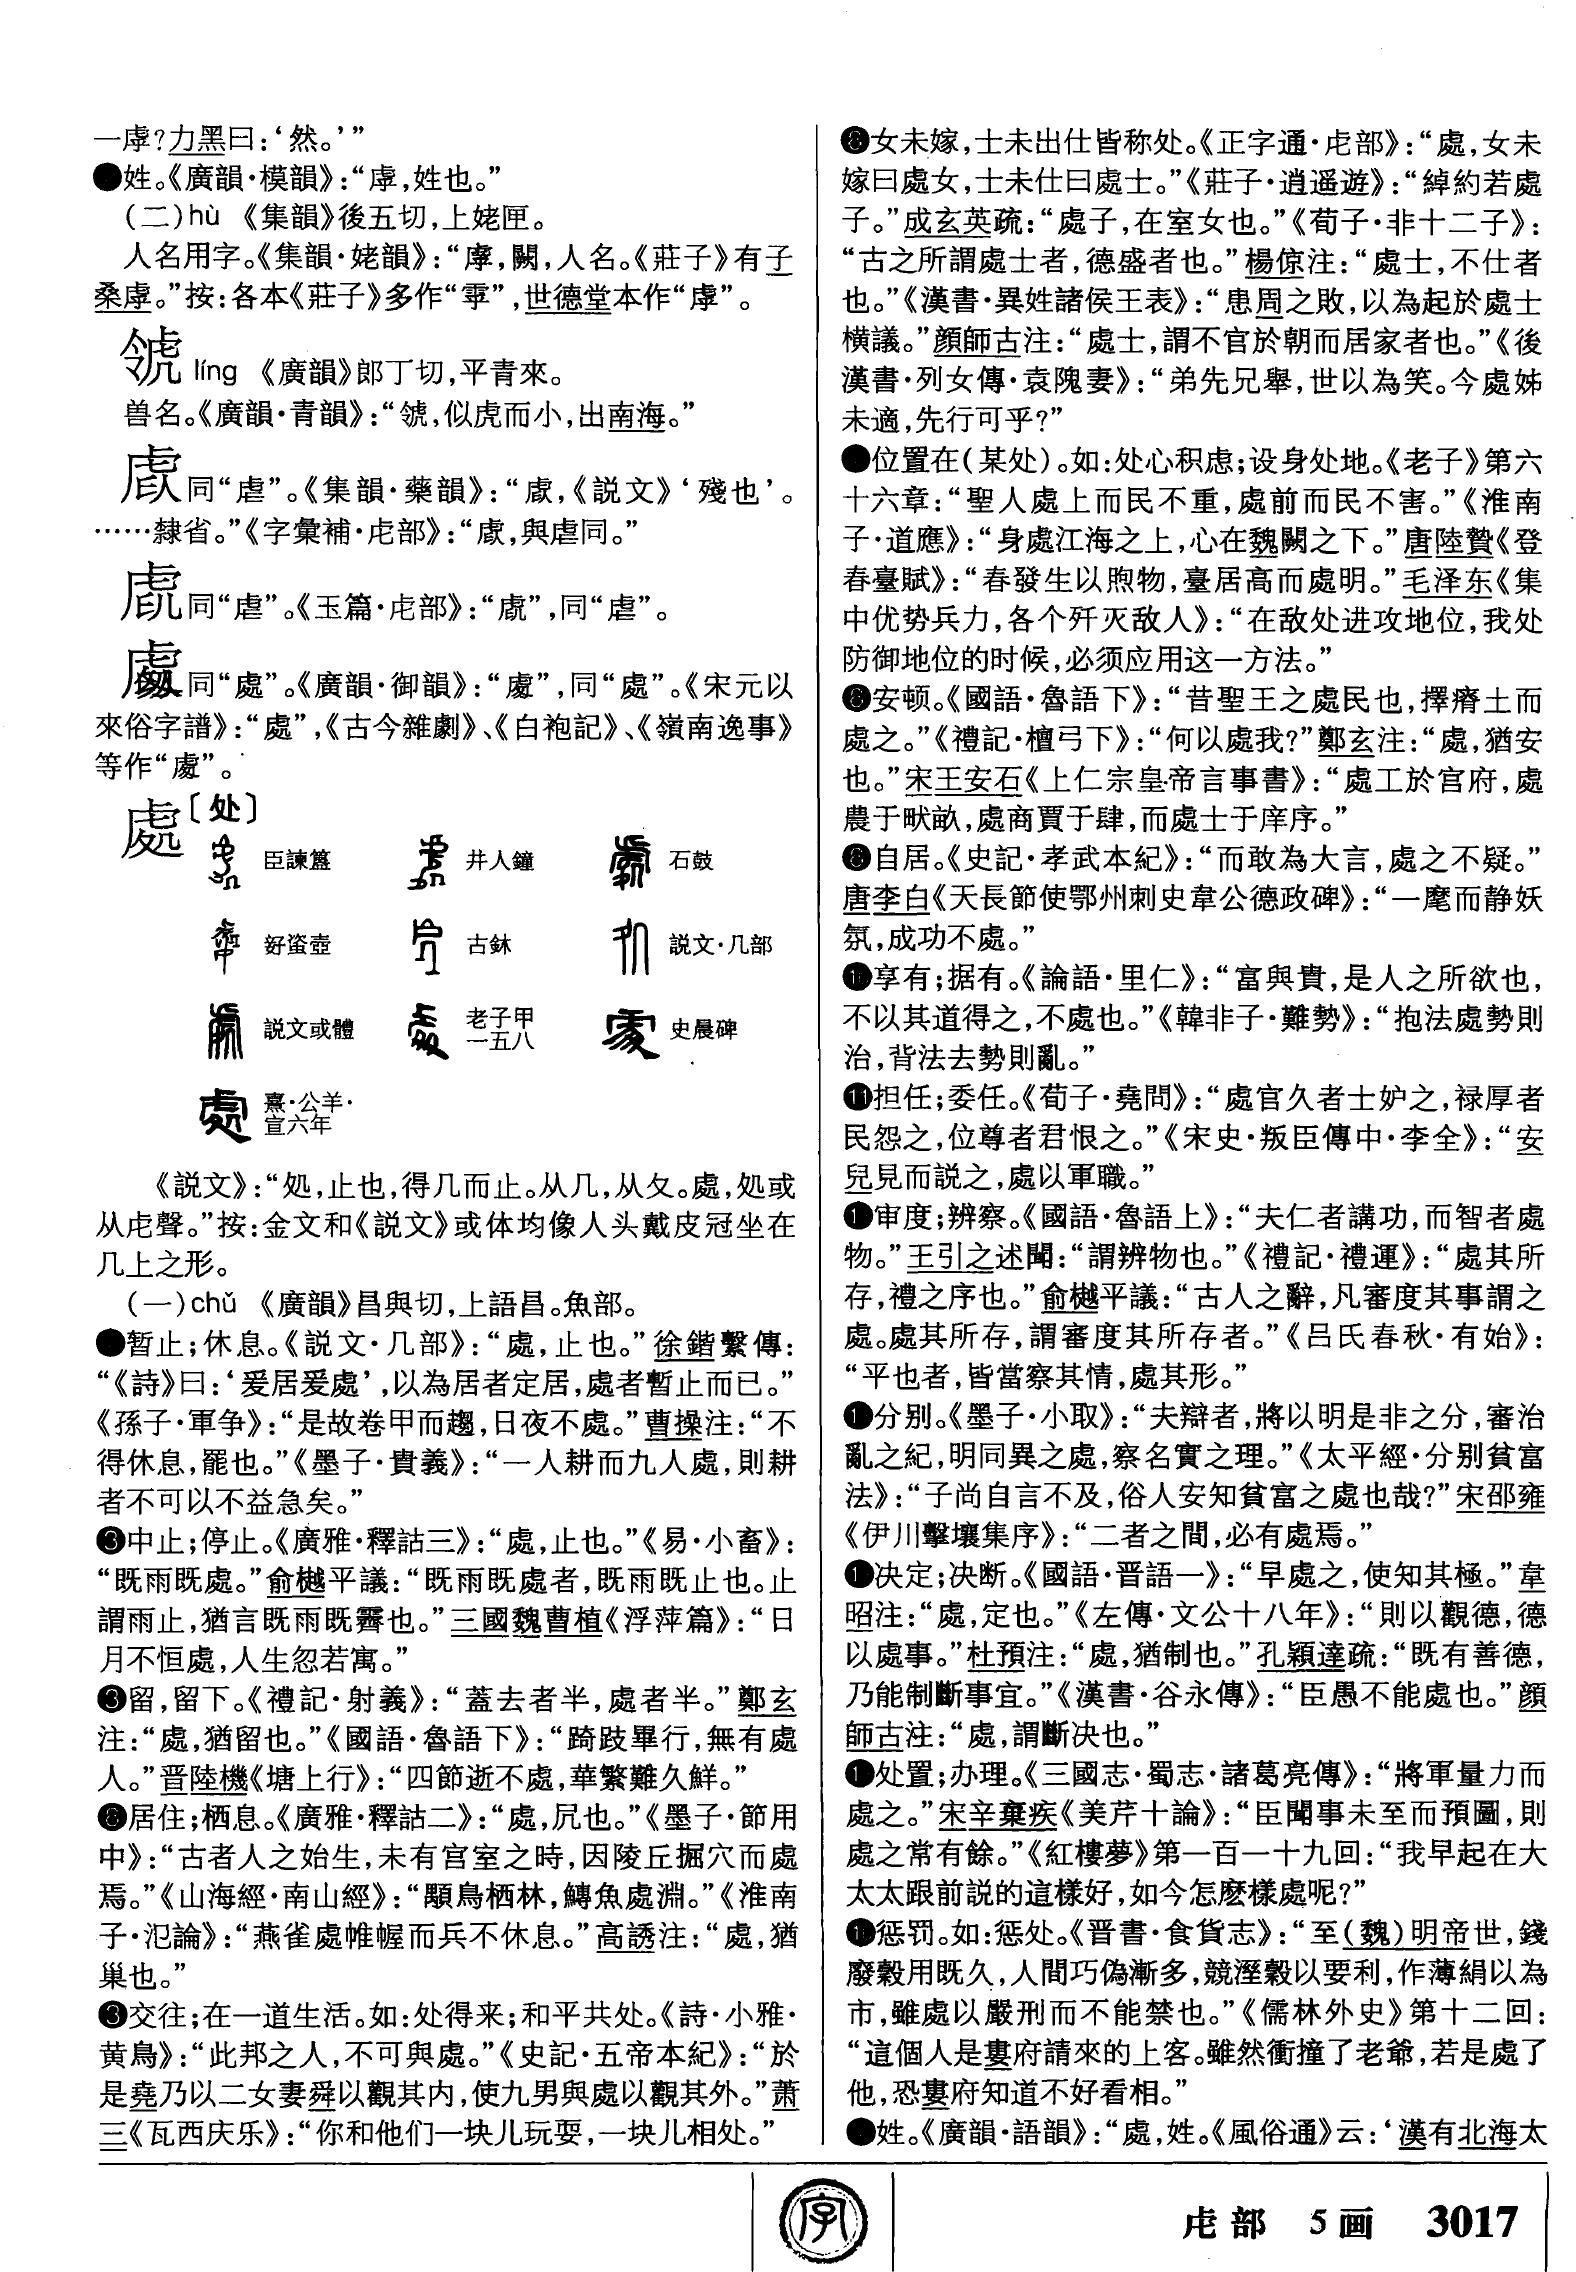 一虖？力黑曰：‘然。’”
●姓。《廣韻·模韻》：“虖，姓也。”
（二）hù 《集韻》後五切，上姥匣。
人名用字。《集韻·姥韻》：“虖，闕，人名。《莊子》有子
桑虖。”按：各本《莊子》多作“雽”，世德堂本作“虖”。
𧆺 líng 《廣韻》郎丁切，平青來。
兽名。《廣韻·青韻》：“𧆺，似虎而小，出南海。”
同“虐”。《集韻·藥韻》：“，《説文》‘殘也’。
……隸省。”《字彙補·虍部》：“，與虐同。”
同“虐”。《玉篇·虍部》：“”，同“虐”。
同“處”。《廣韻·御韻》：“”，同“處”。《宋元以
來俗字譜》：“處”，《古今雜劇》、《白袍記》、《嶺南逸事》
等作“”。
處〔处〕
臣諫簋 井人鐘 石鼓
𡚽盗壺 古鉥 説文·几部
説文或體 老子甲一五八 史晨碑
熹·公羊·宣六年
《説文》：“処，止也，得几而止。从几，从夂。處，処或
从虍聲。”按：金文和《説文》或体均像人头戴皮冠坐在
几上之形。
（一）chǔ 《廣韻》昌與切，上語昌。魚部。
●暂止；休息。《説文·几部》：“處，止也。”徐鍇繫傳：
“《詩》曰：‘爰居爰處’，以為居者定居，處者暫止而已。”
《孫子·軍争》：“是故卷甲而趨，日夜不處。”曹操注：“不
得休息，罷也。”《墨子·貴義》：“一人耕而九人處，則耕
者不可以不益急矣。”
❸中止；停止。《廣雅·釋詁三》：“處，止也。”《易·小畜》：
“既雨既處。”俞樾平議：“既雨既處者，既雨既止也。止
謂雨止，猶言既雨既霽也。”三國魏曹植《浮萍篇》：“日
月不恒處，人生忽若寓。”
❸留，留下。《禮記·射義》：“蓋去者半，處者半。”鄭玄
注：“處，猶留也。”《國語·魯語下》：“踦跂畢行，無有處
人。”晋陸機《塘上行》：“四節逝不處，華繁難久鮮。”
❽居住；栖息。《廣雅·釋詁二》：“處，凥也。”《墨子·節用
中》：“古者人之始生，未有宫室之時，因陵丘掘穴而處
焉。”《山海經·南山經》：“顒鳥栖林，鱄魚處淵。”《淮南
子·氾論》：“燕雀處帷幄而兵不休息。”高誘注：“處，猶
巢也。”
❸交往；在一道生活。如：处得来；和平共处。《詩·小雅·
黄鳥》：“此邦之人，不可與處。”《史記·五帝本紀》：“於
是堯乃以二女妻舜以觀其内，使九男與處以觀其外。”萧
三《瓦西庆乐》：“你和他们一块儿玩耍，一块儿相处。”
❽女未嫁，士未出仕皆称处。《正字通·虍部》：“處，女未
嫁曰處女，士未仕曰處士。”《莊子·逍遥遊》：“綽約若處
子。”成玄英疏：“處子，在室女也。”《荀子·非十二子》：
“古之所謂處士者，德盛者也。”楊倞注：“處士，不仕者
也。”《漢書·異姓諸侯王表》：“患周之敗，以為起於處士
横議。”顔師古注：“處士，謂不官於朝而居家者也。”《後
漢書·列女傳·袁隗妻》：“弟先兄舉，世以為笑。今處姊
未適，先行可乎？”
●位置在（某处）。如：处心积虑；设身处地。《老子》第六
十六章：“聖人處上而民不重，處前而民不害。”《淮南
子·道應》：“身處江海之上，心在魏闕之下。”唐陸贄《登
春臺賦》：“春發生以煦物，臺居高而處明。”毛泽东《集
中优势兵力，各个歼灭敌人》：“在敌处进攻地位，我处
防御地位的时候，必须应用这一方法。”
❽安顿。《國語·魯語下》：“昔聖王之處民也，擇瘠土而
處之。”《禮記·檀弓下》：“何以處我？”鄭玄注：“處，猶安
也。”宋王安石《上仁宗皇帝言事書》：“處工於官府，處
農于畎畝，處商賈于肆，而處士于庠序。”
❽自居。《史記·孝武本紀》：“而敢為大言，處之不疑。”
唐李白《天長節使鄂州刺史韋公德政碑》：“一麾而静妖
氛，成功不處。”
❿享有；据有。《論語·里仁》：“富與貴，是人之所欲也，
不以其道得之，不處也。”《韓非子·難勢》：“抱法處勢則
治，背法去勢則亂。”
⓫担任；委任。《荀子·堯問》：“處官久者士妒之，禄厚者
民怨之，位尊者君恨之。”《宋史·叛臣傳中·李全》：“安
兒見而説之，處以軍職。”
❶审度；辨察。《國語·魯語上》：“夫仁者講功，而智者處
物。”王引之述聞：“謂辨物也。”《禮記·禮運》：“處其所
存，禮之序也。”俞樾平議：“古人之辭，凡審度其事謂之
處。處其所存，謂審度其所存者。”《吕氏春秋·有始》：
“平也者，皆當察其情，處其形。”
❶分别。《墨子·小取》：“夫辯者，將以明是非之分，審治
亂之紀，明同異之處，察名實之理。”《太平經·分别貧富
法》：“子尚自言不及，俗人安知貧富之處也哉？”宋邵雍
《伊川擊壤集序》：“二者之間，必有處焉。”
❶决定；决断。《國語·晋語一》：“早處之，使知其極。”韋
昭注：“處，定也。”《左傳·文公十八年》：“則以觀德，德
以處事。”杜預注：“處，猶制也。”孔穎達疏：“既有善德，
乃能制斷事宜。”《漢書·谷永傳》：“臣愚不能處也。”顔
師古注：“處，謂斷决也。”
❶处置；办理。《三國志·蜀志·諸葛亮傳》：“將軍量力而
處之。”宋辛棄疾《美芹十論》：“臣聞事未至而預圖，則
處之常有餘。”《紅樓夢》第一百一十九回：“我早起在大
太太跟前説的這樣好，如今怎麽樣處呢？”
❶惩罚。如：惩处。《晋書·食貨志》：“至（魏）明帝世，錢
廢穀用既久，人間巧偽漸多，競溼穀以要利，作薄絹以為
市，雖處以嚴刑而不能禁也。”《儒林外史》第十二回：
“這個人是婁府請來的上客。雖然衝撞了老爺，若是處了
他，恐婁府知道不好看相。”
●姓。《廣韻·語韻》：“處，姓。《風俗通》云：‘漢有北海太
字
虍部 5画 3017